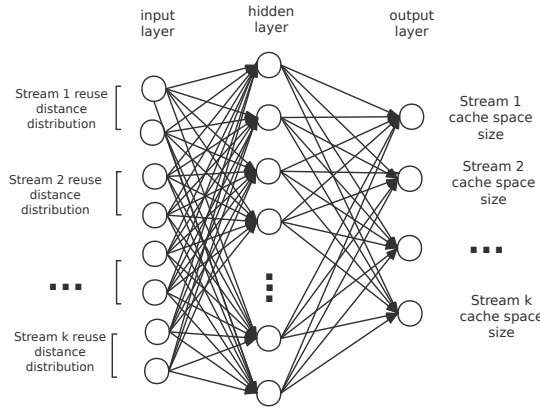 input
layer
hidden
layer
output
layer
Stream 1 reuse
distance
distribution
Stream 2 reuse
distance
distribution
...
Stream k reuse
distance
distribution
Stream 1
cache space
size
Stream 2
cache space
size
...
Stream k
cache space
size